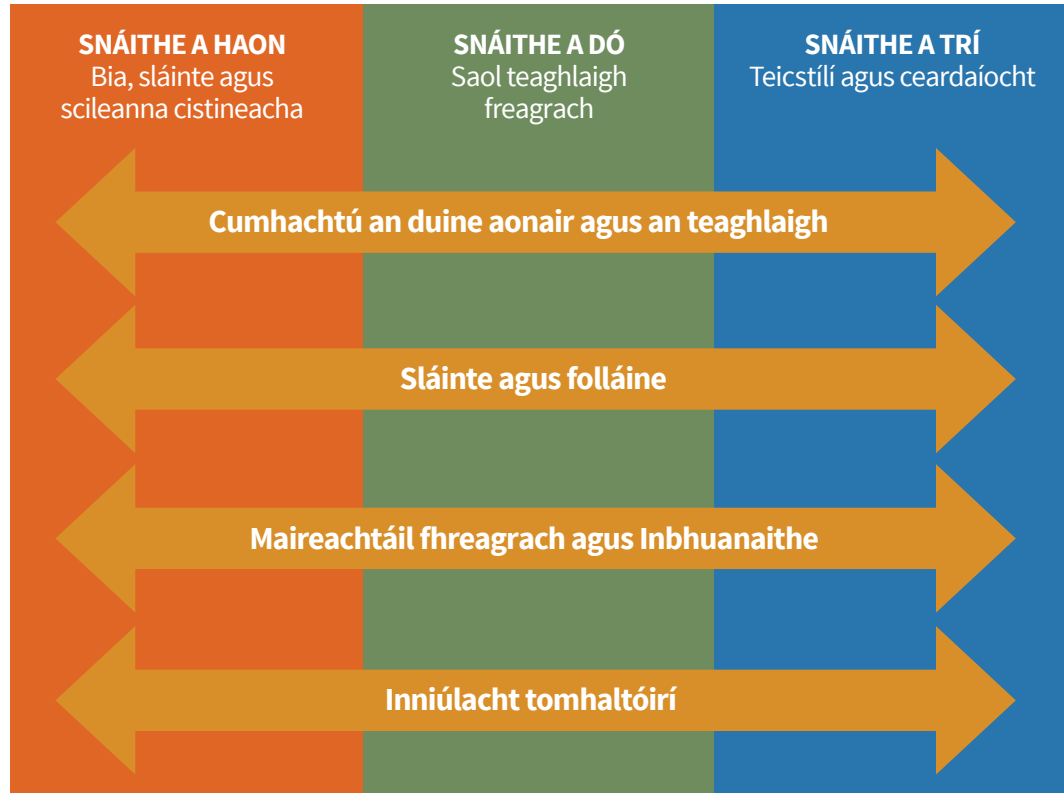 SNÁITHE A HAON
Bia, sláinte agus
scileanna cistineacha
SNÁITHE A DÓ
Saol teaghlaigh
freagrach
SNÁITHE A TRÍ
Teicstílí agus ceardaíocht
Cumhachtú an duine aonair agus an teaghlaigh
Sláinte agus folláine
Maireachtáil fhreagrach agus Inbhuanaithe
Inniúlacht tomhaltóirí